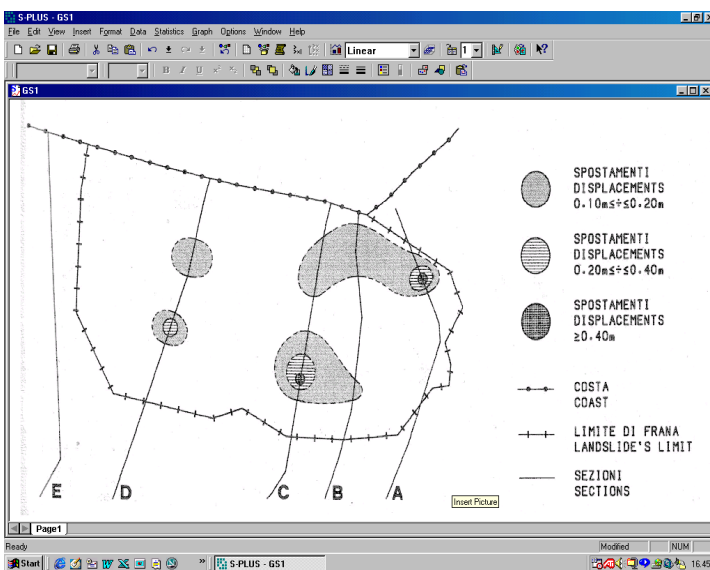 S-PLUS - GS1
File Edit View Insert Format Data Statistics Graph Options Window Help
Linear
1
GS1
SPOSTAMENTI
DISPLACEMENTS
0.10m≤÷≤0.20m
SPOSTAMENTI
DISPLACEMENTS
0.20m≤÷≤0.40m
SPOSTAMENTI
DISPLACEMENTS
≥0.40m
COSTA
COAST
LIMITE DI FRANA
LANDSLIDE'S LIMIT
SEZIONI
SECTIONS
E D C B A
Insert Picture
Page1
Ready
Modified NUM
Start
S-PLUS - GS1
16.45